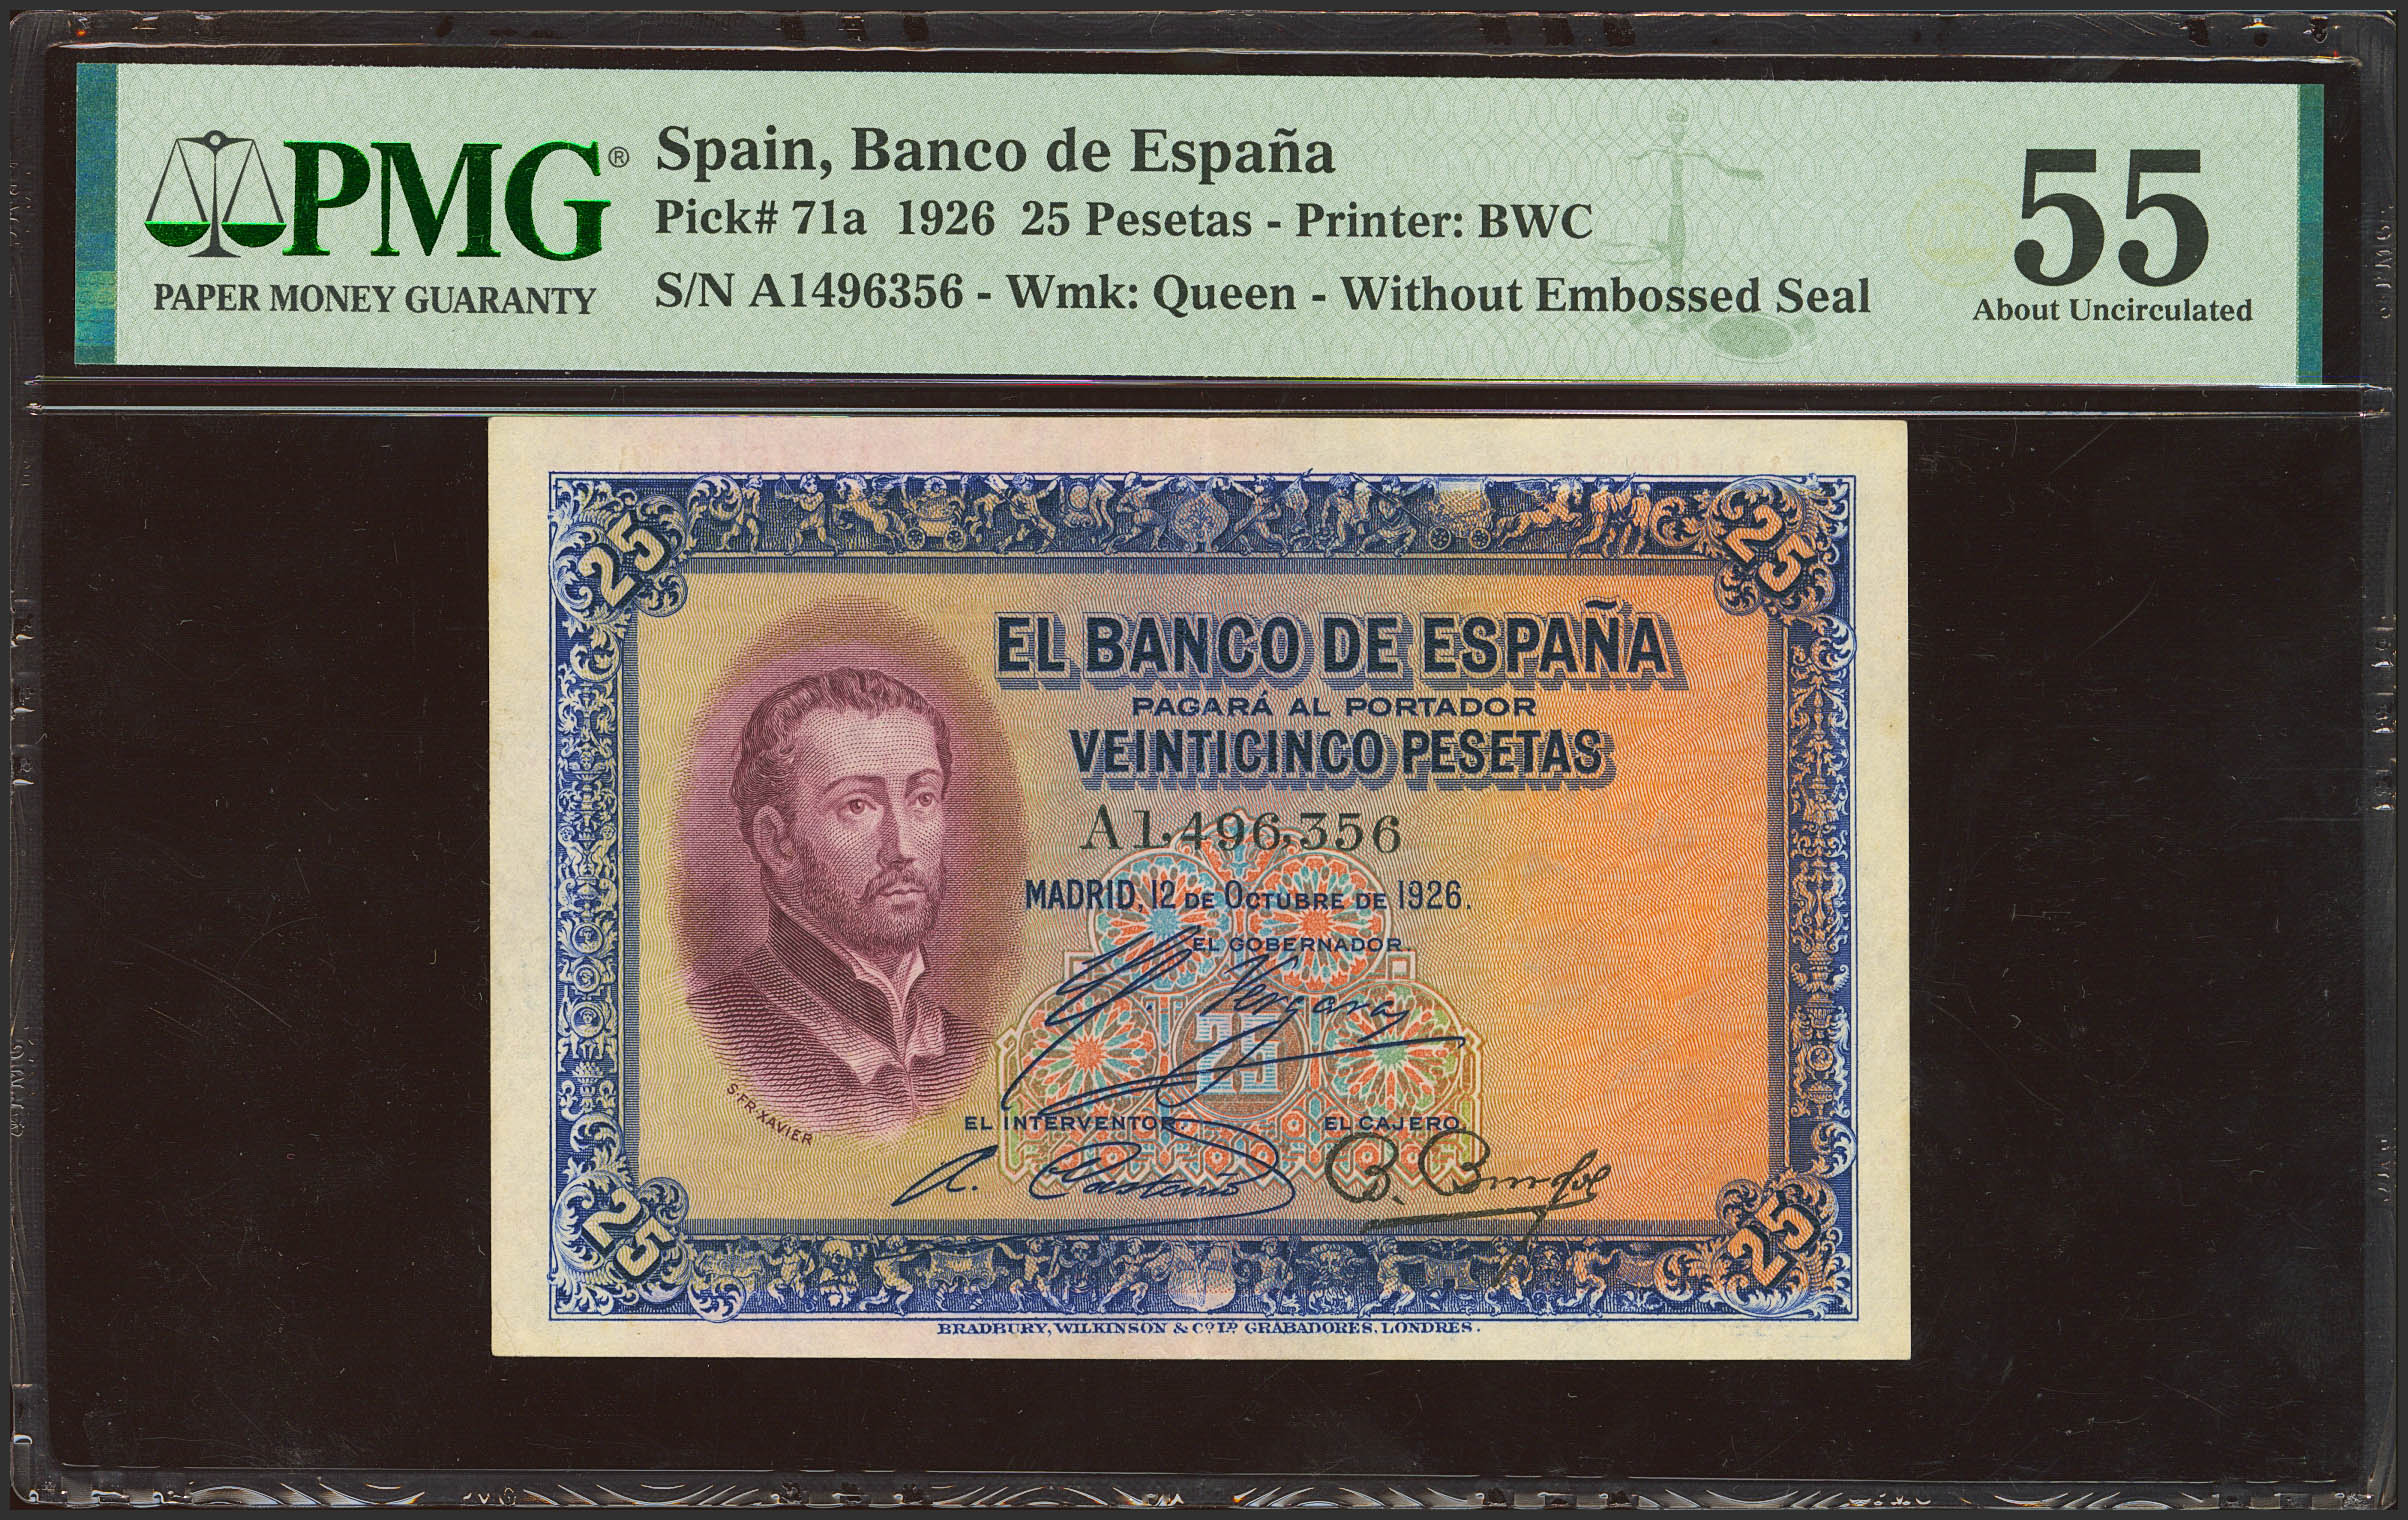 PMG®
PAPER MONEY GUARANTY
Spain, Banco de España
Pick# 71a 1926 25 Pesetas - Printer: BWC
S/N A1496356 - Wmk: Queen - Without Embossed Seal
55
About Uncirculated
25
25
EL BANCO DE ESPAÑA
PAGARÁ AL PORTADOR
VEINTICINCO PESETAS
A1,496,356
MADRID, 12 DE OCTUBRE DE 1926.
EL GOBERNADOR.
Vergara
25
S. FR. XAVIER
EL INTERVENTOR.
EL CAJERO,
25
25
BRADBURY, WILKINSON & Cº Lᴰ GRABADORES, LONDRES.